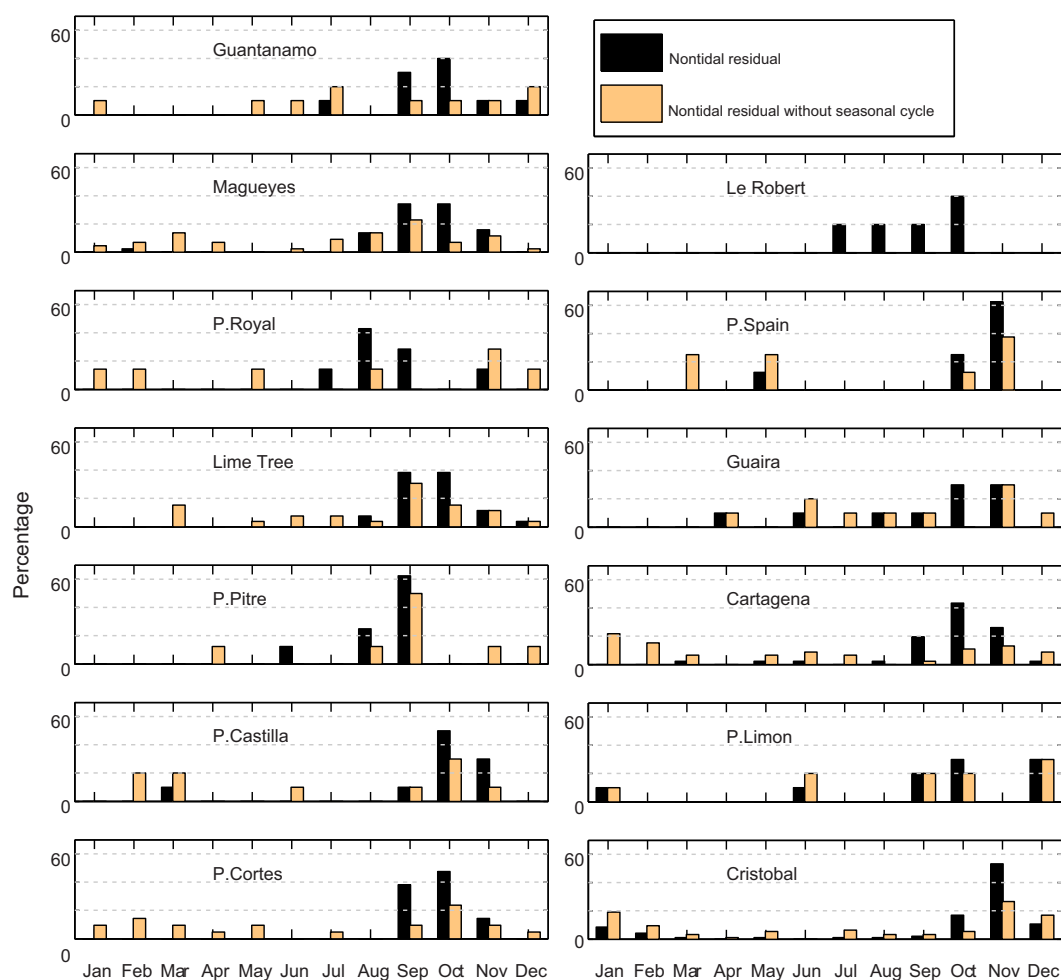 60
Guantanamo
0
Nontidal residual
Nontidal residual without seasonal cycle
60
Magueyes
0
60
Le Robert
0
60
P.Royal
0
60
P.Spain
0
60
Lime Tree
0
60
Guaira
0
Percentage
60
P.Pitre
0
60
Cartagena
0
60
P.Castilla
0
60
P.Limon
0
60
P.Cortes
0
60
Cristobal
0
Jan Feb Mar Apr May Jun Jul Aug Sep Oct Nov Dec
Jan Feb Mar Apr May Jun Jul Aug Sep Oct Nov Dec